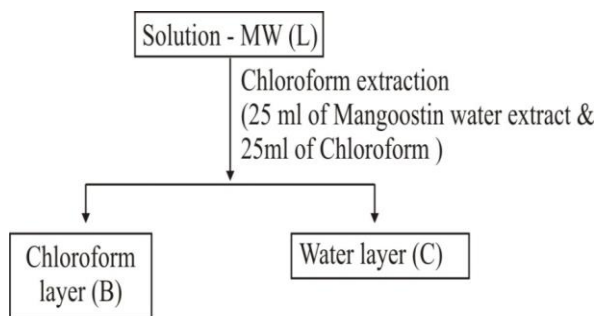 Solution - MW (L)
Chloroform extraction
(25 ml of Mangoostin water extract &
25ml of Chloroform )
Chloroform
layer (B)
Water layer (C)